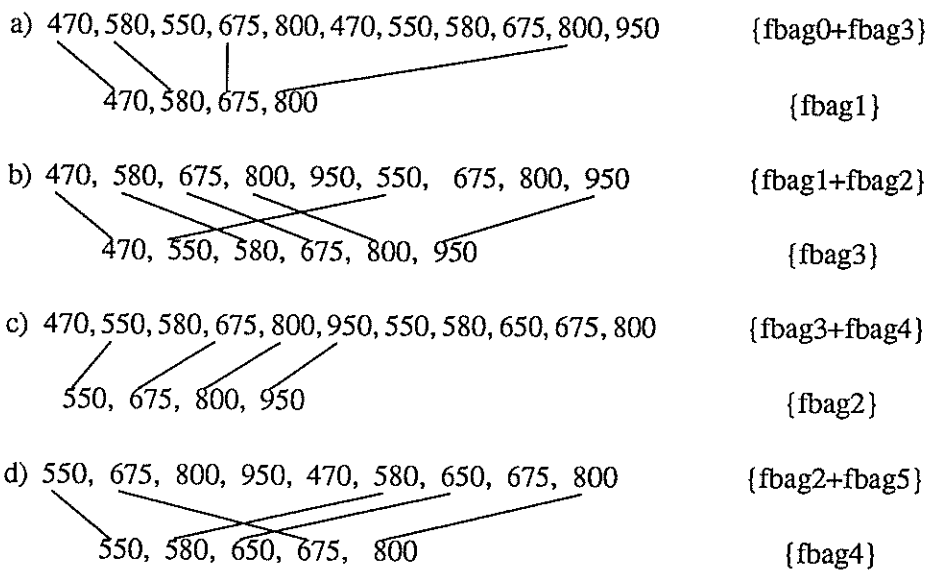 a) 470, 580, 550, 675, 800, 470, 550, 580, 675, 800, 950 {fbag0+fbag3}
470, 580, 675, 800 {fbag1}
b) 470, 580, 675, 800, 950, 550, 675, 800, 950 {fbag1+fbag2}
470, 550, 580, 675, 800, 950 {fbag3}
c) 470, 550, 580, 675, 800, 950, 550, 580, 650, 675, 800 {fbag3+fbag4}
550, 675, 800, 950 {fbag2}
d) 550, 675, 800, 950, 470, 580, 650, 675, 800 {fbag2+fbag5}
550, 580, 650, 675, 800 {fbag4}